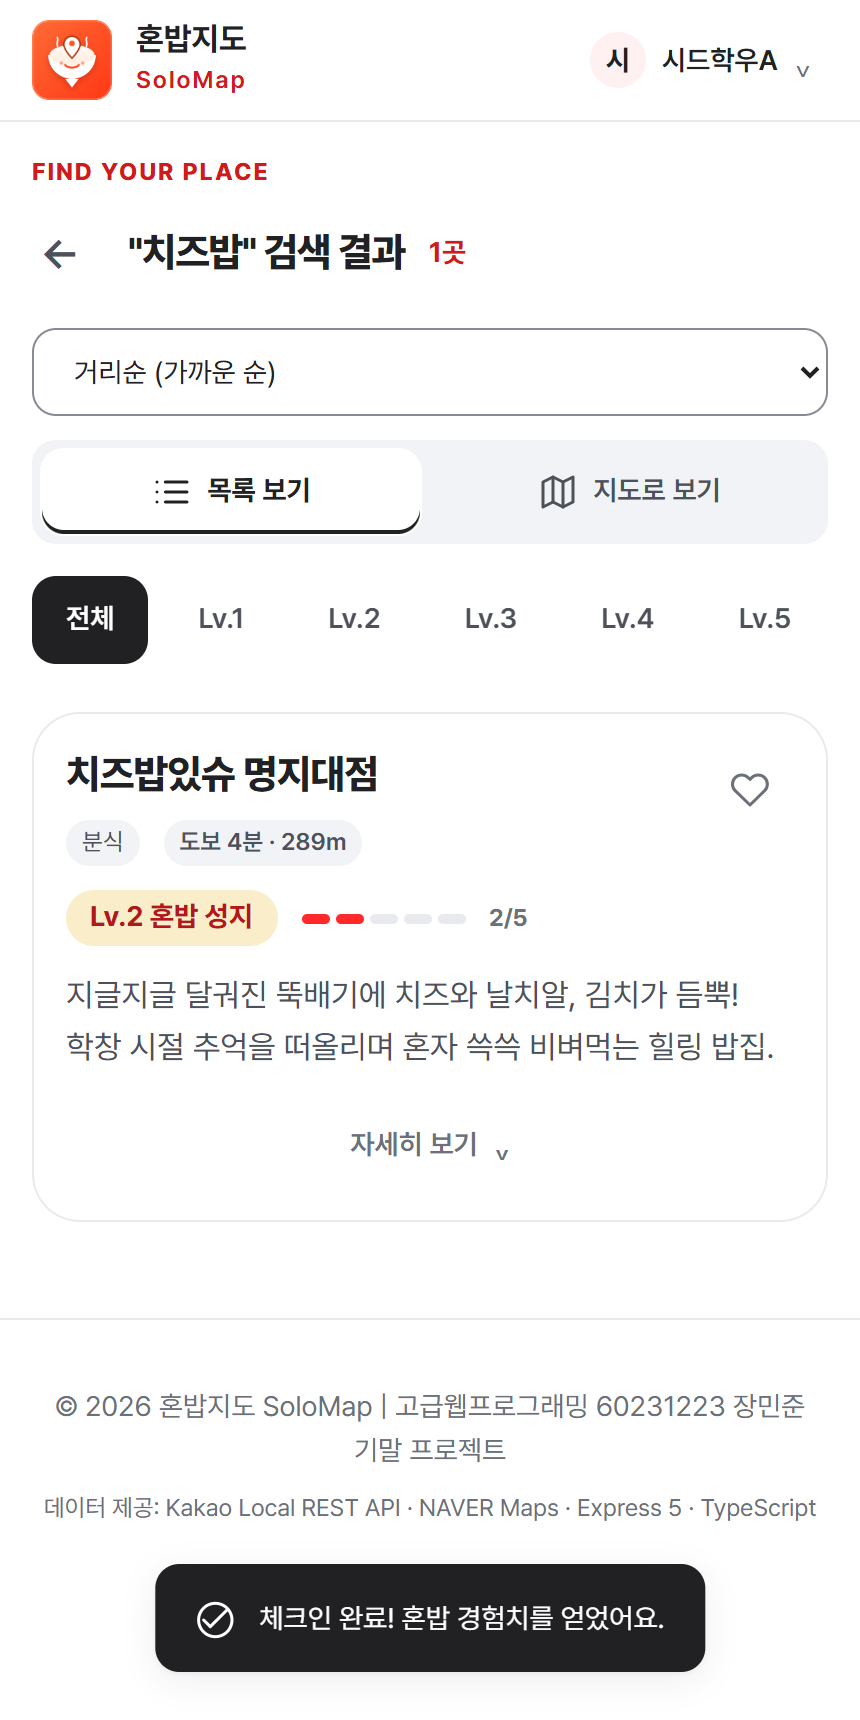 혼밥지도
SoloMap
시 시드학우A
FIND YOUR PLACE
← "치즈밥" 검색 결과 1곳
거리순 (가까운 순)
목록 보기 지도로 보기
전체 Lv.1 Lv.2 Lv.3 Lv.4 Lv.5
치즈밥있슈 명지대점
분식 도보 4분 · 289m
Lv.2 혼밥 성지 2/5
지글지글 달궈진 뚝배기에 치즈와 날치알, 김치가 듬뿍!
학창 시절 추억을 떠올리며 혼자 쓱쓱 비벼먹는 힐링 밥집.
자세히 보기
© 2026 혼밥지도 SoloMap | 고급웹프로그래밍 60231223 장민준
기말 프로젝트
데이터 제공: Kakao Local REST API · NAVER Maps · Express 5 · TypeScript
체크인 완료! 혼밥 경험치를 얻었어요.